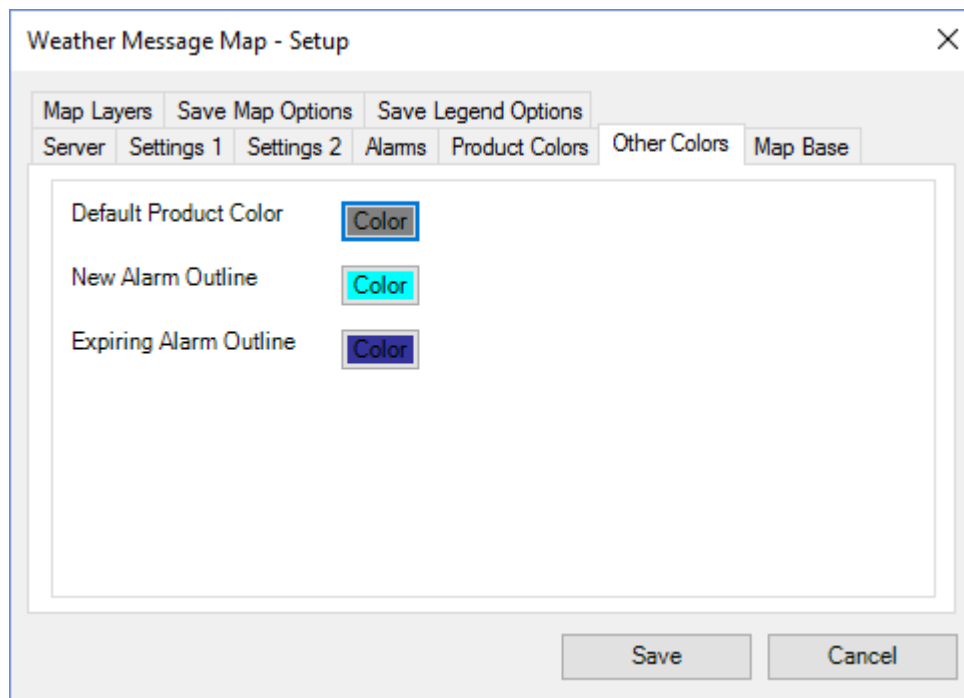 Weather Message Map - Setup
Map Layers Save Map Options Save Legend Options
Server Settings 1 Settings 2 Alarms Product Colors Other Colors Map Base
Default Product Color Color
New Alarm Outline Color
Expiring Alarm Outline Color
Save Cancel